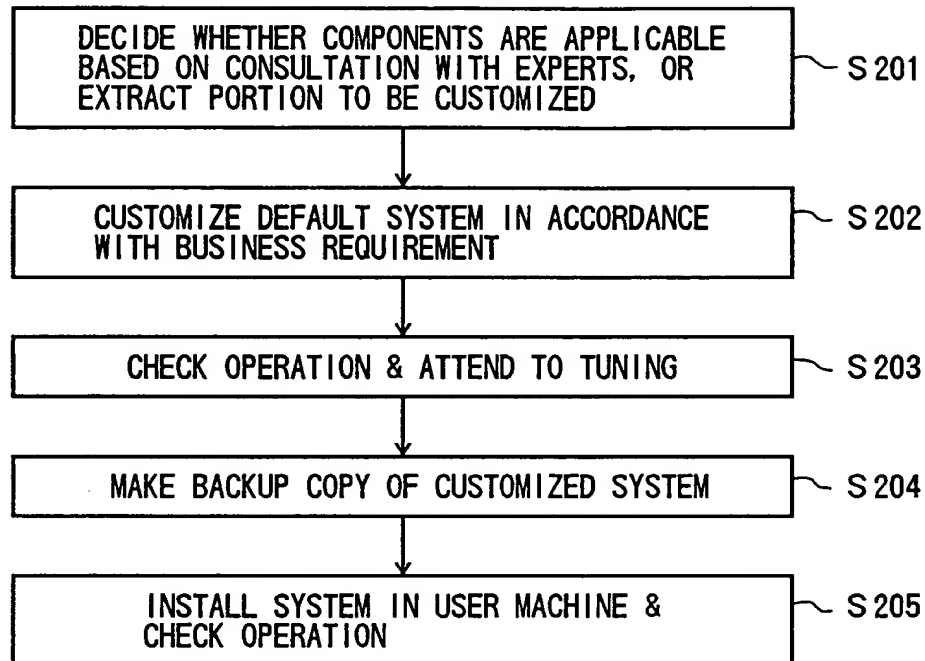 DECIDE WHETHER COMPONENTS ARE APPLICABLE
BASED ON CONSULTATION WITH EXPERTS, OR
EXTRACT PORTION TO BE CUSTOMIZED
S201
CUSTOMIZE DEFAULT SYSTEM IN ACCORDANCE
WITH BUSINESS REQUIREMENT
S202
CHECK OPERATION & ATTEND TO TUNING
S203
MAKE BACKUP COPY OF CUSTOMIZED SYSTEM
S204
INSTALL SYSTEM IN USER MACHINE &
CHECK OPERATION
S205